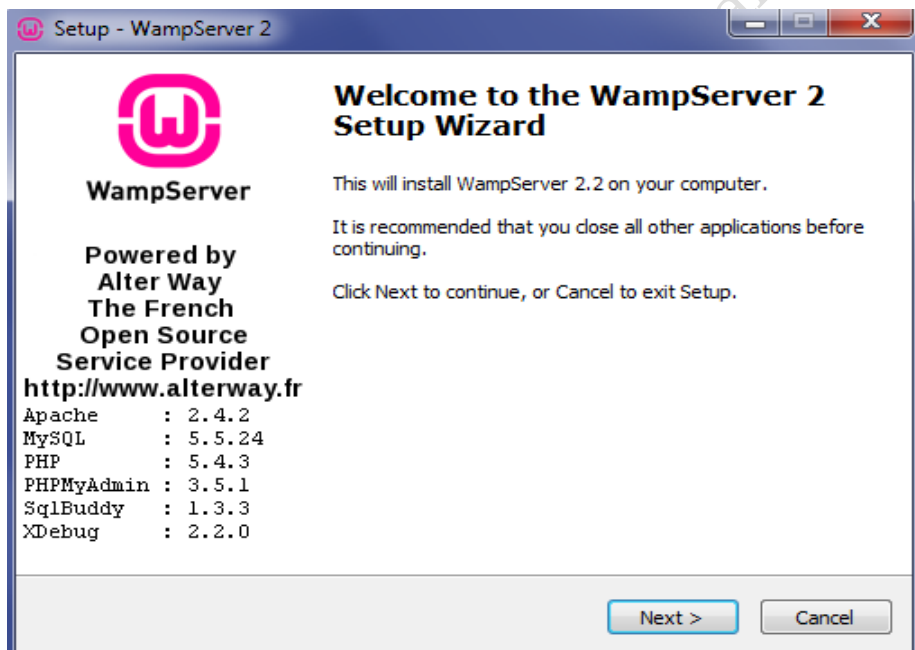 Setup - WampServer 2
WampServer
Powered by
Alter Way
The French
Open Source
Service Provider
http://www.alterway.fr
Apache : 2.4.2
MySQL : 5.5.24
PHP : 5.4.3
PHPMyAdmin : 3.5.1
SqlBuddy : 1.3.3
XDebug : 2.2.0
Welcome to the WampServer 2
Setup Wizard
This will install WampServer 2.2 on your computer.
It is recommended that you close all other applications before
continuing.
Click Next to continue, or Cancel to exit Setup.
Next >
Cancel